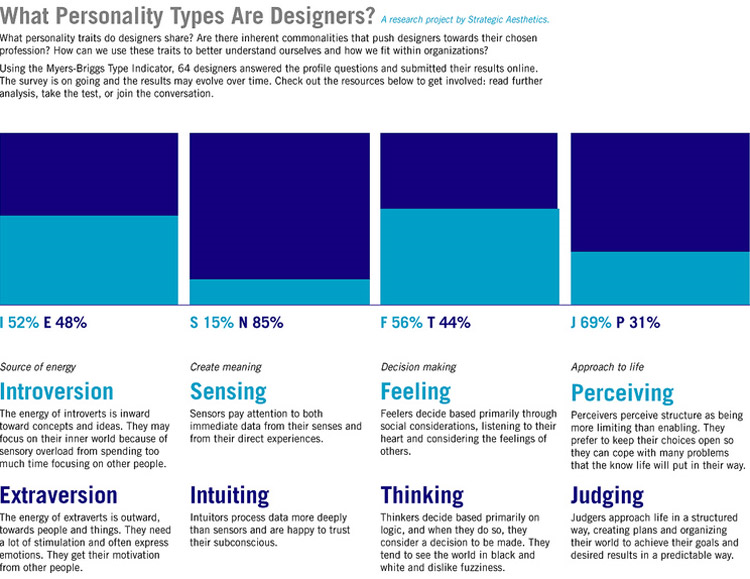 What Personality Types Are Designers? A research project by Strategic Aesthetics.
What personality traits do designers share? Are there inherent commonalities that push designers towards their chosen
profession? How can we use these traits to better understand ourselves and how we fit within organizations?
Using the Myers-Briggs Type Indicator, 64 designers answered the profile questions and submitted their results online.
The survey is on going and the results may evolve over time. Check out the resources below to get involved: read further
analysis, take the test, or join the conversation.
I 52% E 48%
S 15% N 85%
F 56% T 44%
J 69% P 31%
Source of energy
Introversion
The energy of introverts is inward
toward concepts and ideas. They may
focus on their inner world because of
sensory overload from spending too
much time focusing on other people.
Extraversion
The energy of extraverts is outward,
towards people and things. They need
a lot of stimulation and often express
emotions. They get their motivation
from other people.
Create meaning
Sensing
Sensors pay attention to both
immediate data from their senses and
from their direct experiences.
Intuiting
Intuitors process data more deeply
than sensors and are happy to trust
their subconscious.
Decision making
Feeling
Feelers decide based primarily through
social considerations, listening to their
heart and considering the feelings of
others.
Thinking
Thinkers decide based primarily on
logic, and when they do so, they
consider a decision to be made. They
tend to see the world in black and
white and dislike fuzziness.
Approach to life
Perceiving
Perceivers perceive structure as being
more limiting than enabling. They
prefer to keep their choices open so
they can cope with many problems
that the know life will put in their way.
Judging
Judgers approach life in a structured
way, creating plans and organizing
their world to achieve their goals and
desired results in a predictable way.